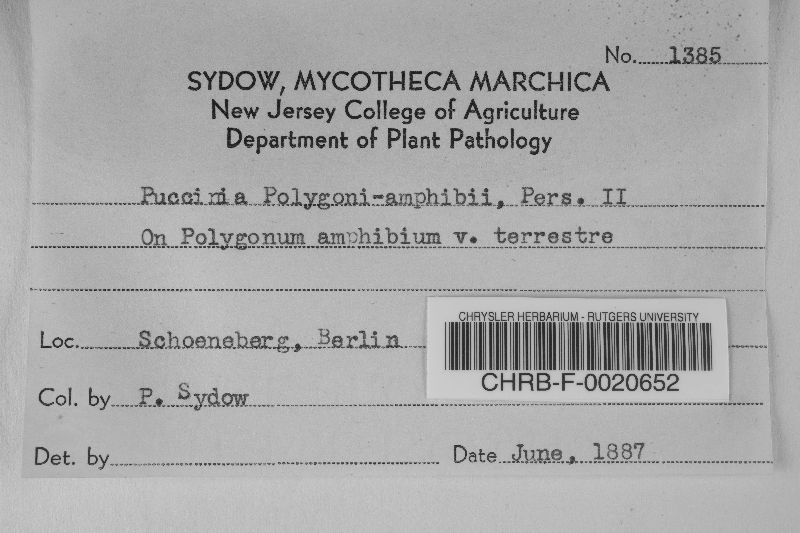 No. 1385
SYDOW, MYCOTHECA MARCHICA
New Jersey College of Agriculture
Department of Plant Pathology
Puccinia Polygoni-amphibii, Pers. II
On Polygonum amphibium v. terrestre
Loc. Schoeneberg, Berlin
CHRYSLER HERBARIUM - RUTGERS UNIVERSITY
CHRB-F-0020652
Col. by P. Sydow
Det. by
Date June, 1887